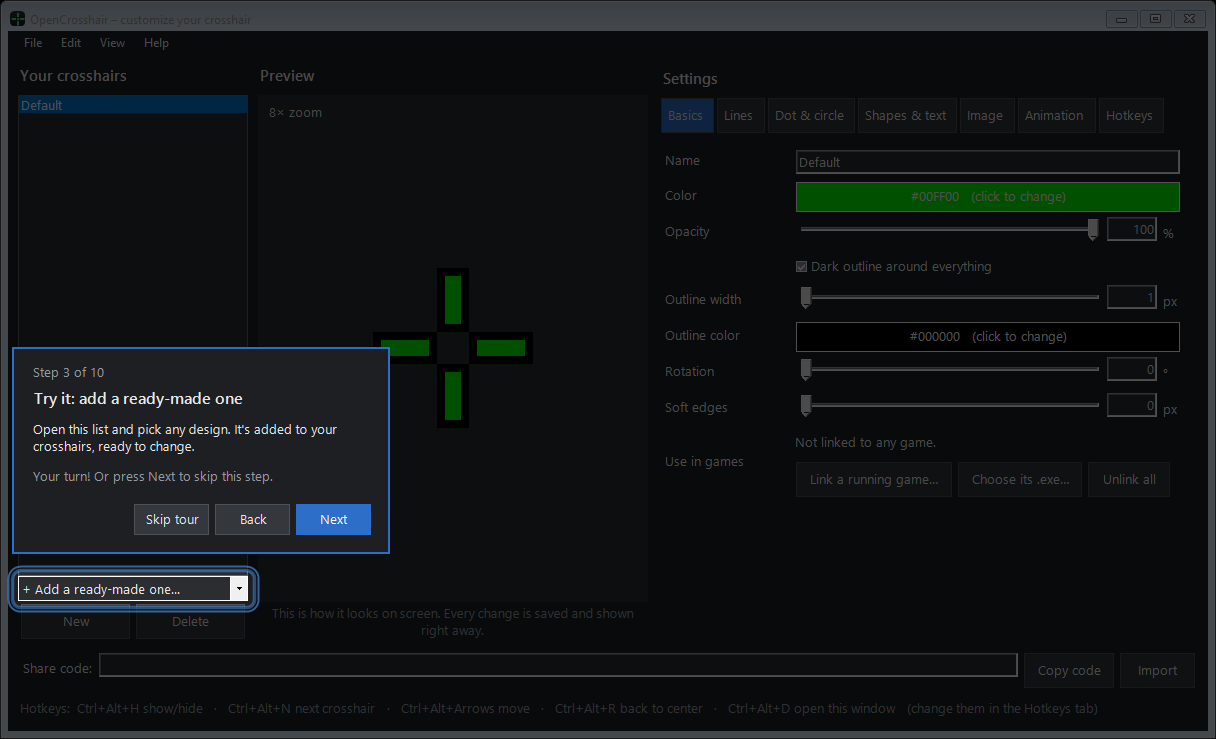 OpenCrosshair – customize your crosshair
File Edit View Help
Your crosshairs
Default
Preview
8× zoom
Settings
Basics Lines Dot & circle Shapes & text Image Animation Hotkeys
Name Default
Color #00FF00 (click to change)
Opacity 100 %
Dark outline around everything
Outline width 1 px
Outline color #000000 (click to change)
Rotation 0 °
Soft edges 0 px
Use in games
Not linked to any game.
Link a running game... Choose its .exe... Unlink all
Step 3 of 10
Try it: add a ready-made one
Open this list and pick any design. It's added to your
crosshairs, ready to change.
Your turn! Or press Next to skip this step.
Skip tour Back Next
+ Add a ready-made one...
New Delete
This is how it looks on screen. Every change is saved and shown
right away.
Share code: Copy code Import
Hotkeys: Ctrl+Alt+H show/hide · Ctrl+Alt+N next crosshair · Ctrl+Alt+Arrows move · Ctrl+Alt+R back to center · Ctrl+Alt+D open this window (change them in the Hotkeys tab)